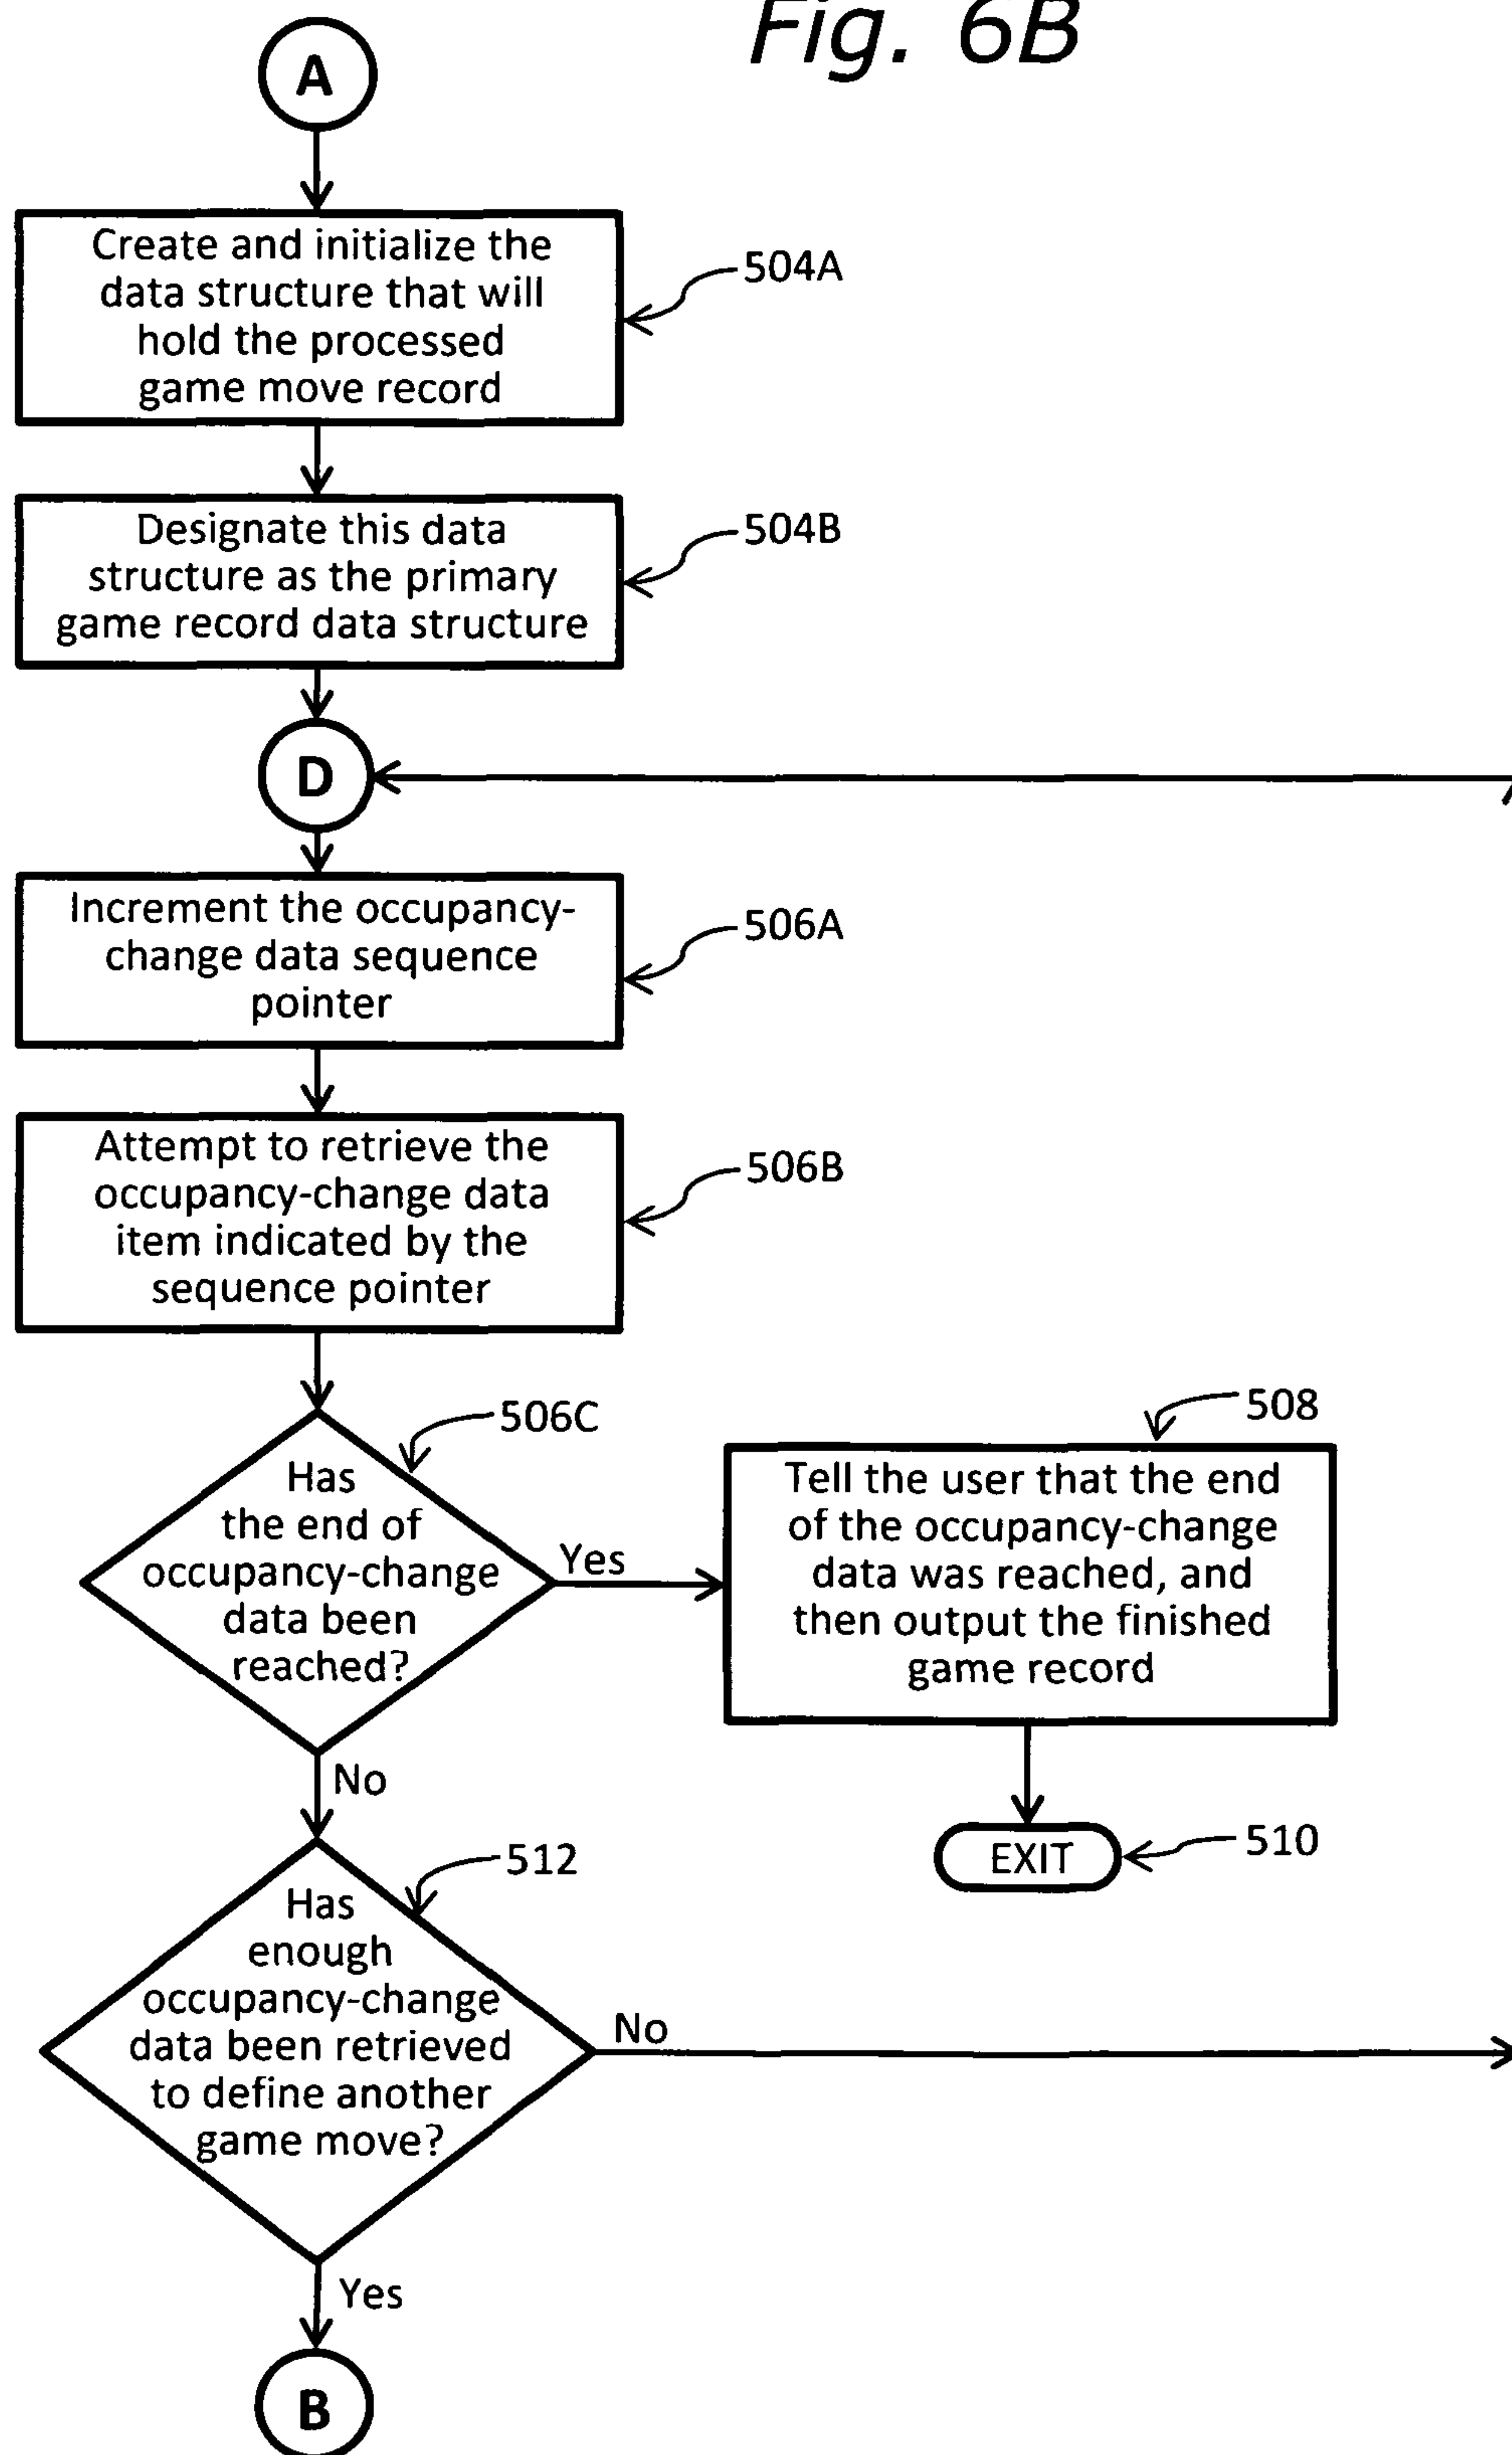 Fig. 6B
A
Create and initialize the
data structure that will
hold the processed
game move record
504A
Designate this data
structure as the primary
game record data structure
504B
D
Increment the occupancy-
change data sequence
pointer
506A
Attempt to retrieve the
occupancy-change data
item indicated by the
sequence pointer
506B
506C
Has
the end of
occupancy-change
data been
reached?
Yes
508
Tell the user that the end
of the occupancy-change
data was reached, and
then output the finished
game record
No
EXIT
510
512
Has
enough
occupancy-change
data been retrieved
to define another
game move?
No
Yes
B